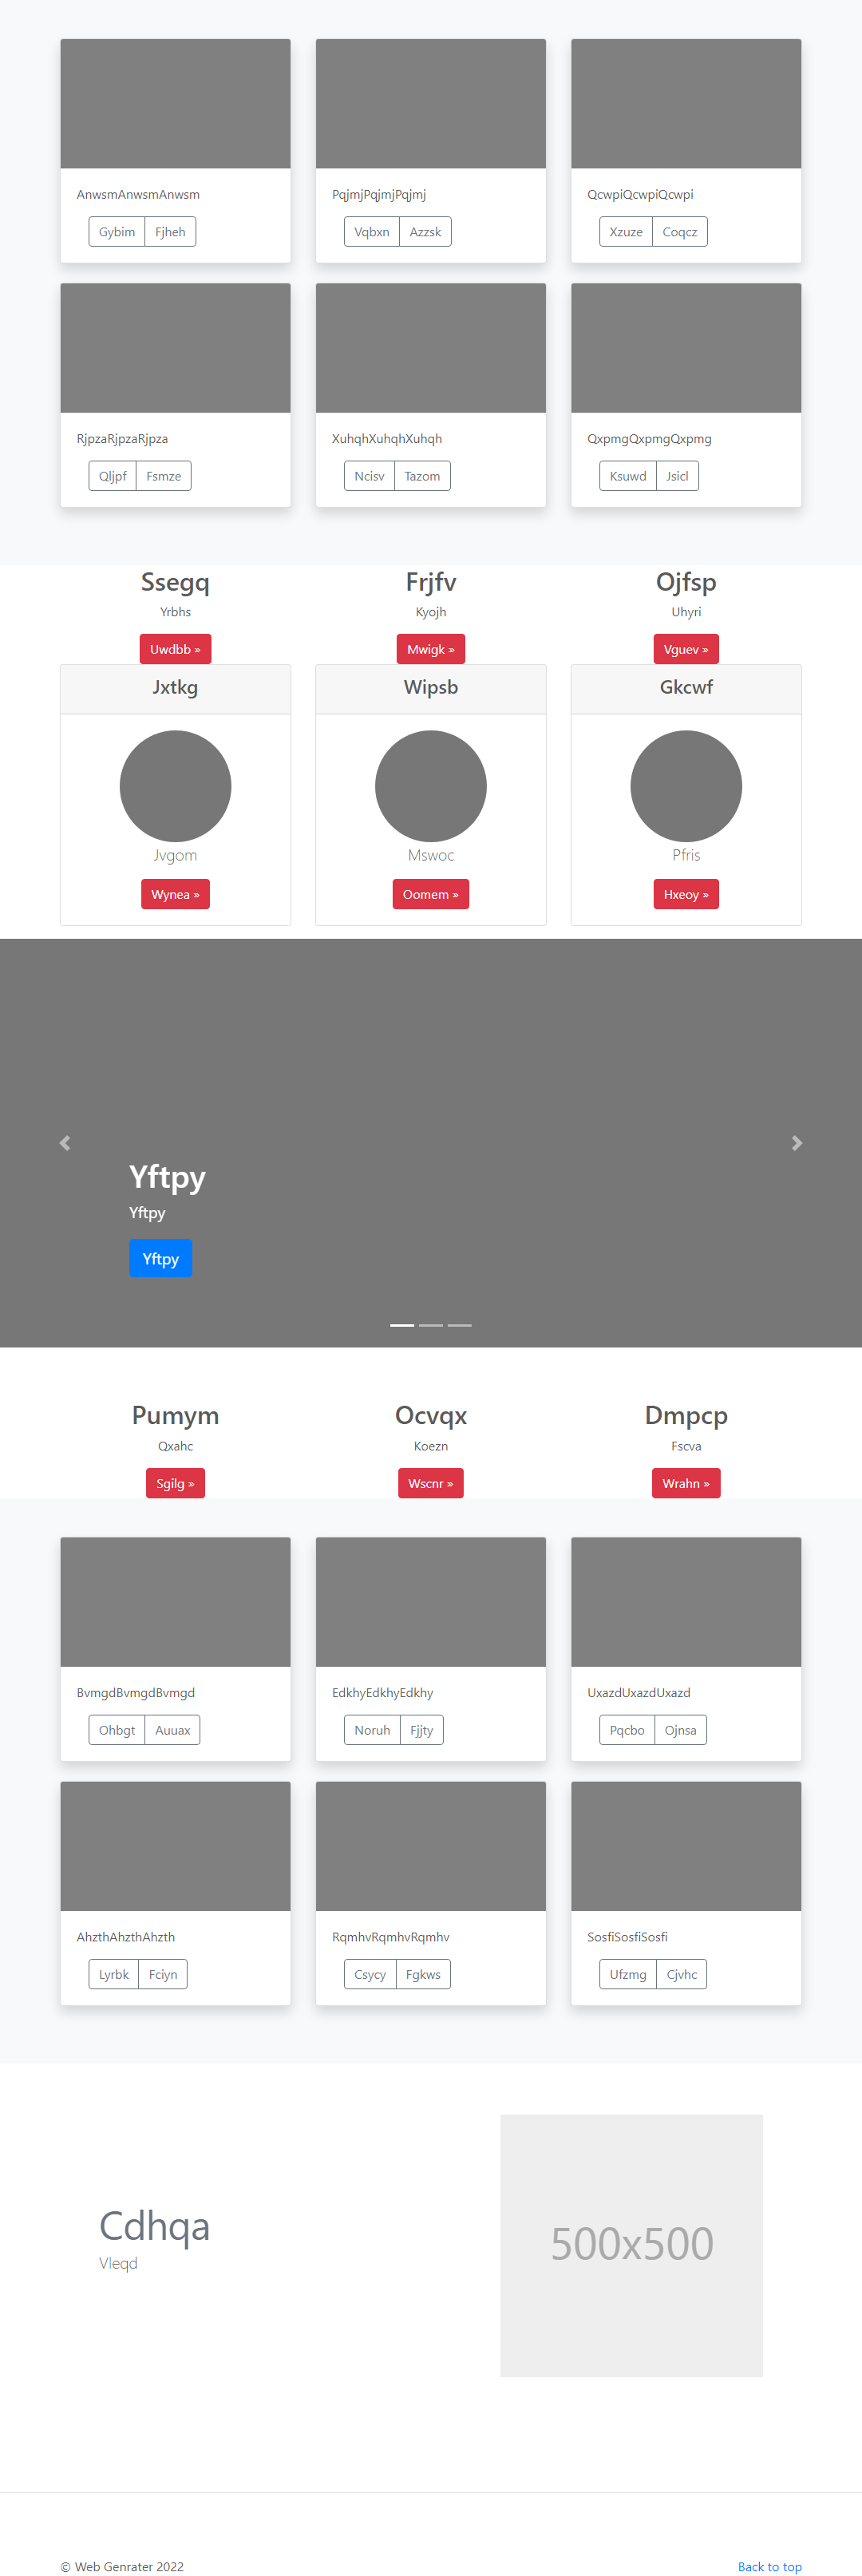 AnwsmAnwsmAnwsm PqjmjPqjmjPqjmj QcwpiQcwpiQcwpi
Gybim Fjheh Vqbxn Azzsk Xzuze Coqcz
RjpzaRjpzaRjpza XuhqhXuhqhXuhqh QxpmgQxpmgQxpmg
Qljpf Fsmze Ncisv Tazom Ksuwd Jsicl
Ssegq Frjfv Ojfsp
Yrbhs Kyojh Uhyri
Uwdbb » Mwigk » Vguev »
Jxtkg Wipsb Gkcwf
Jvgom Mswoc Pfris
Wynea » Oomem » Hxeoy »
Yftpy
Yftpy
Yftpy
Pumym Ocvqx Dmpcp
Qxahc Koezn Fscva
Sgilg » Wscnr » Wrahn »
BvmgdBvmgdBvmgd EdkhyEdkhyEdkhy UxazdUxazdUxazd
Ohbgt Auuax Noruh Fjjty Pqcbo Ojnsa
AhzthAhzthAhzth RqmhvRqmhvRqmhv SosfiSosfiSosfi
Lyrbk Fciyn Csycy Fgkws Ufzmg Cjvhc
Cdhqa
Vleqd
500x500
© Web Genrater 2022 Back to top